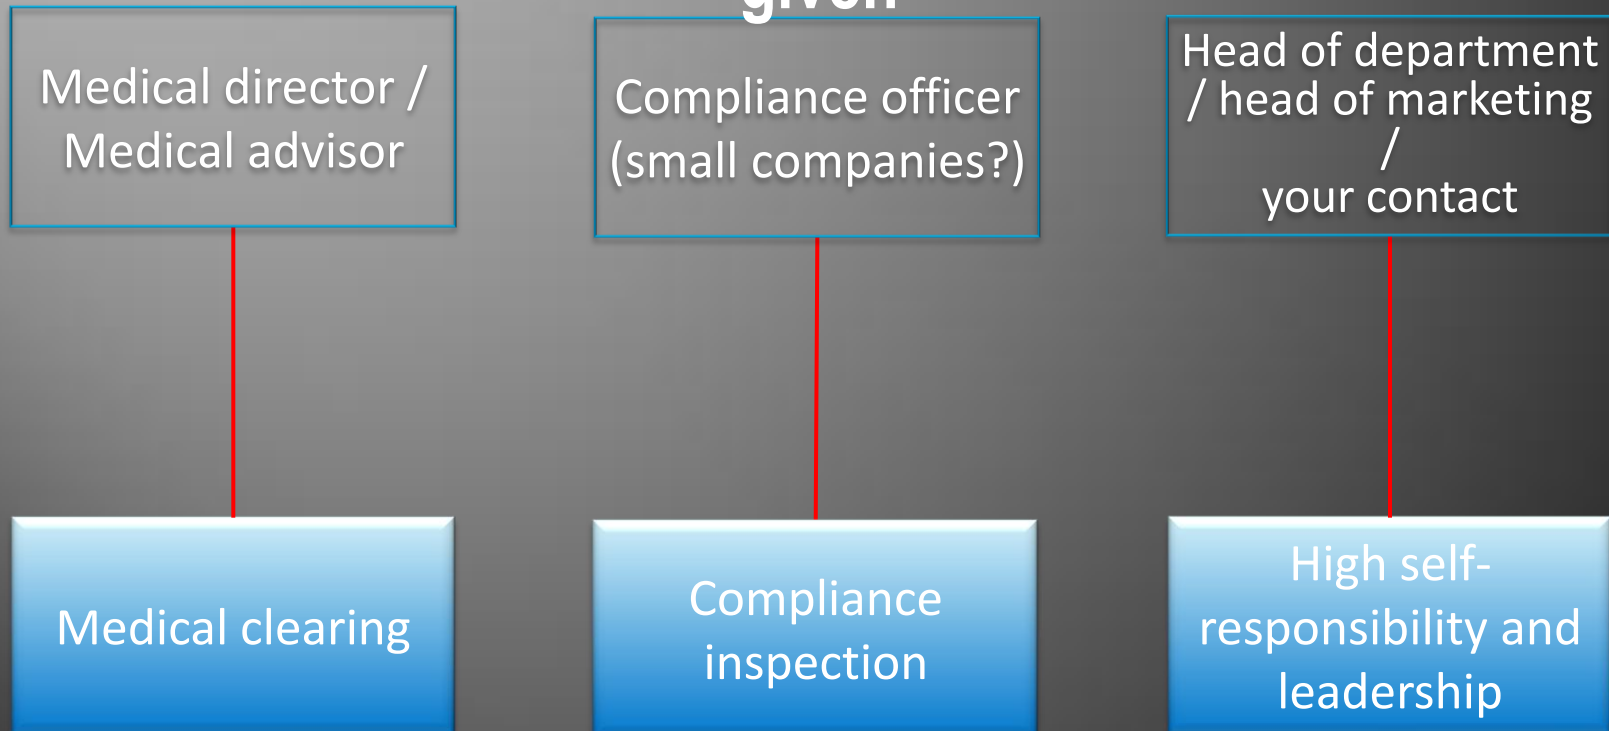 given
Medical director /
Medical advisor
Compliance officer
(small companies?)
Head of department
/ head of marketing
/
your contact
Medical clearing
Compliance
inspection
High self-
responsibility and
leadership